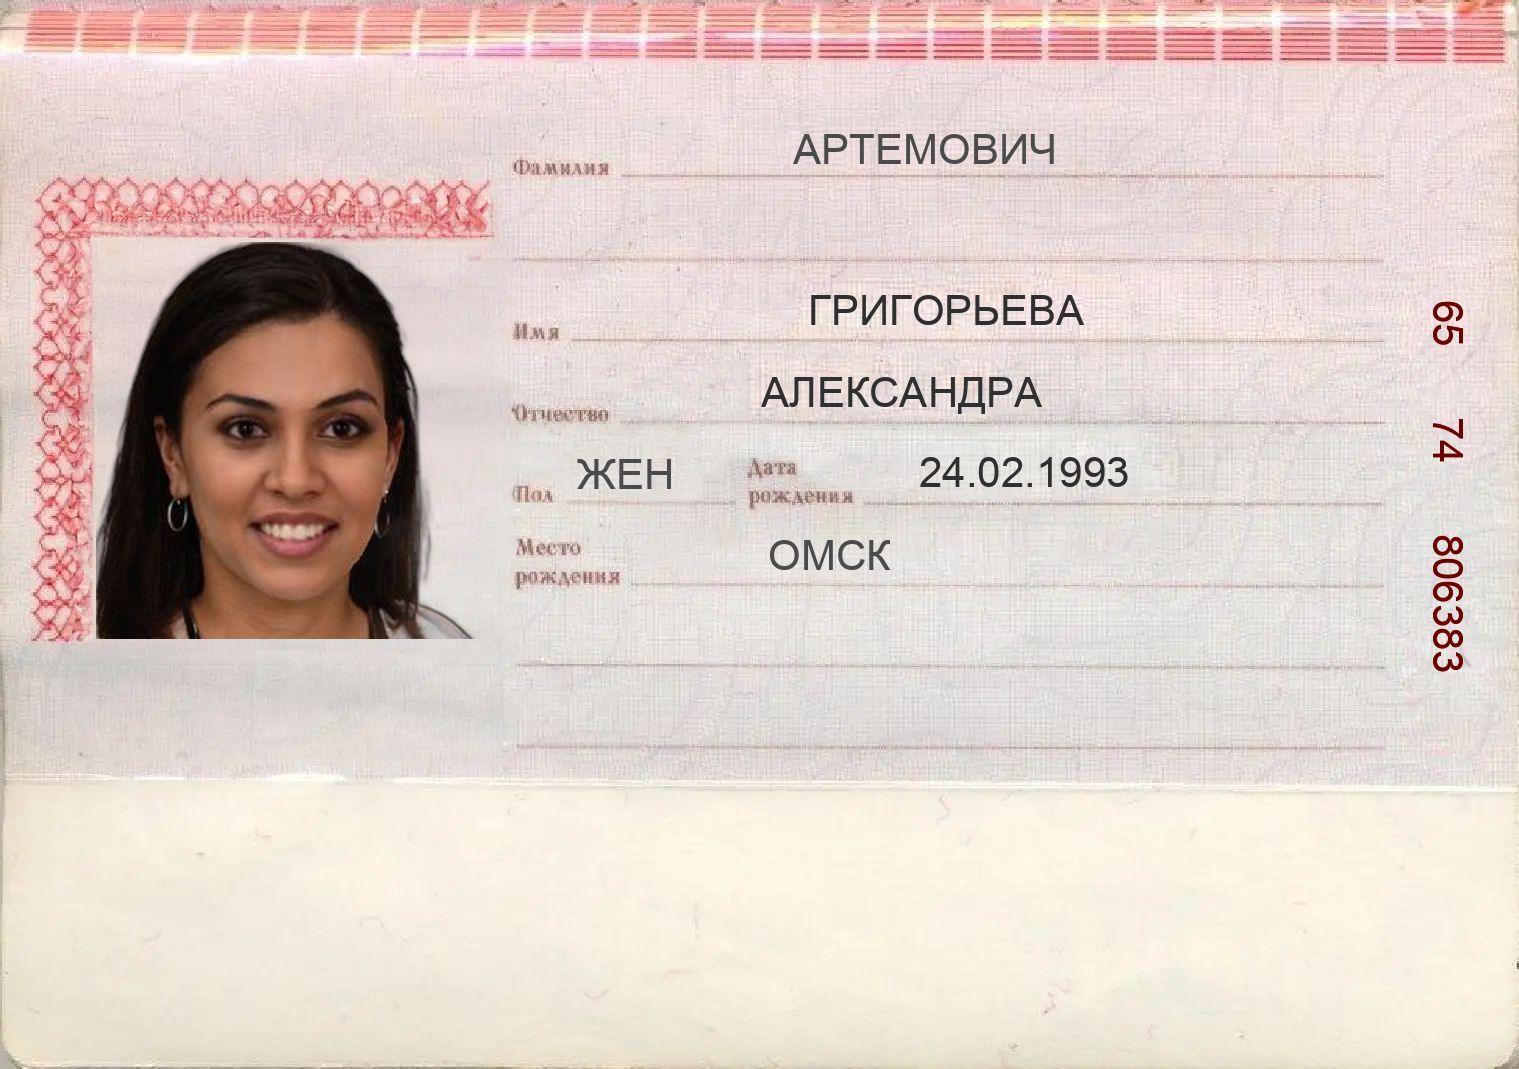 Фамилия АРТЕМОВИЧ
Имя ГРИГОРЬЕВА
Отчество АЛЕКСАНДРА
Пол ЖЕН Дата рождения 24.02.1993
Место рождения ОМСК
65 74 806383